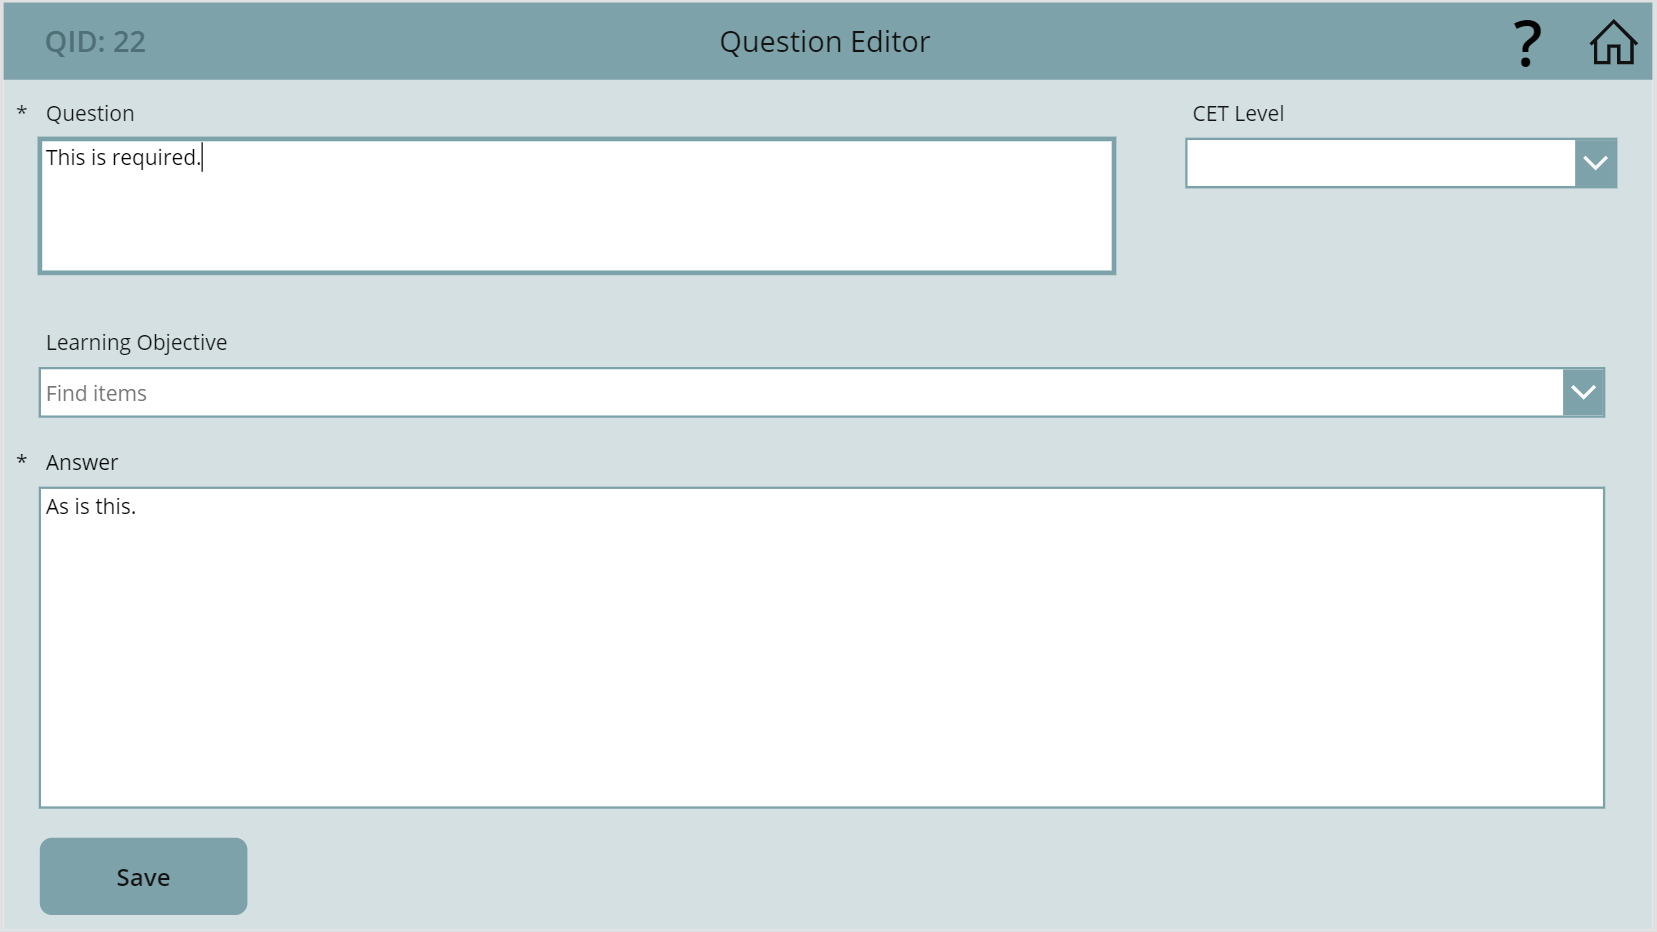 QID: 22
Question Editor
?
* Question
CET Level
This is required.
Learning Objective
Find items
* Answer
As is this.
Save